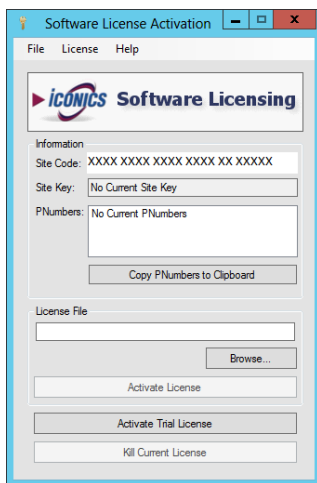 Software License Activation
File License Help
ICONICS Software Licensing
Information
Site Code: XXXX XXXX XXXX XXXX XX XXXXX
Site Key: No Current Site Key
PNumbers: No Current PNumbers
Copy PNumbers to Clipboard
License File
Browse...
Activate License
Activate Trial License
Kill Current License